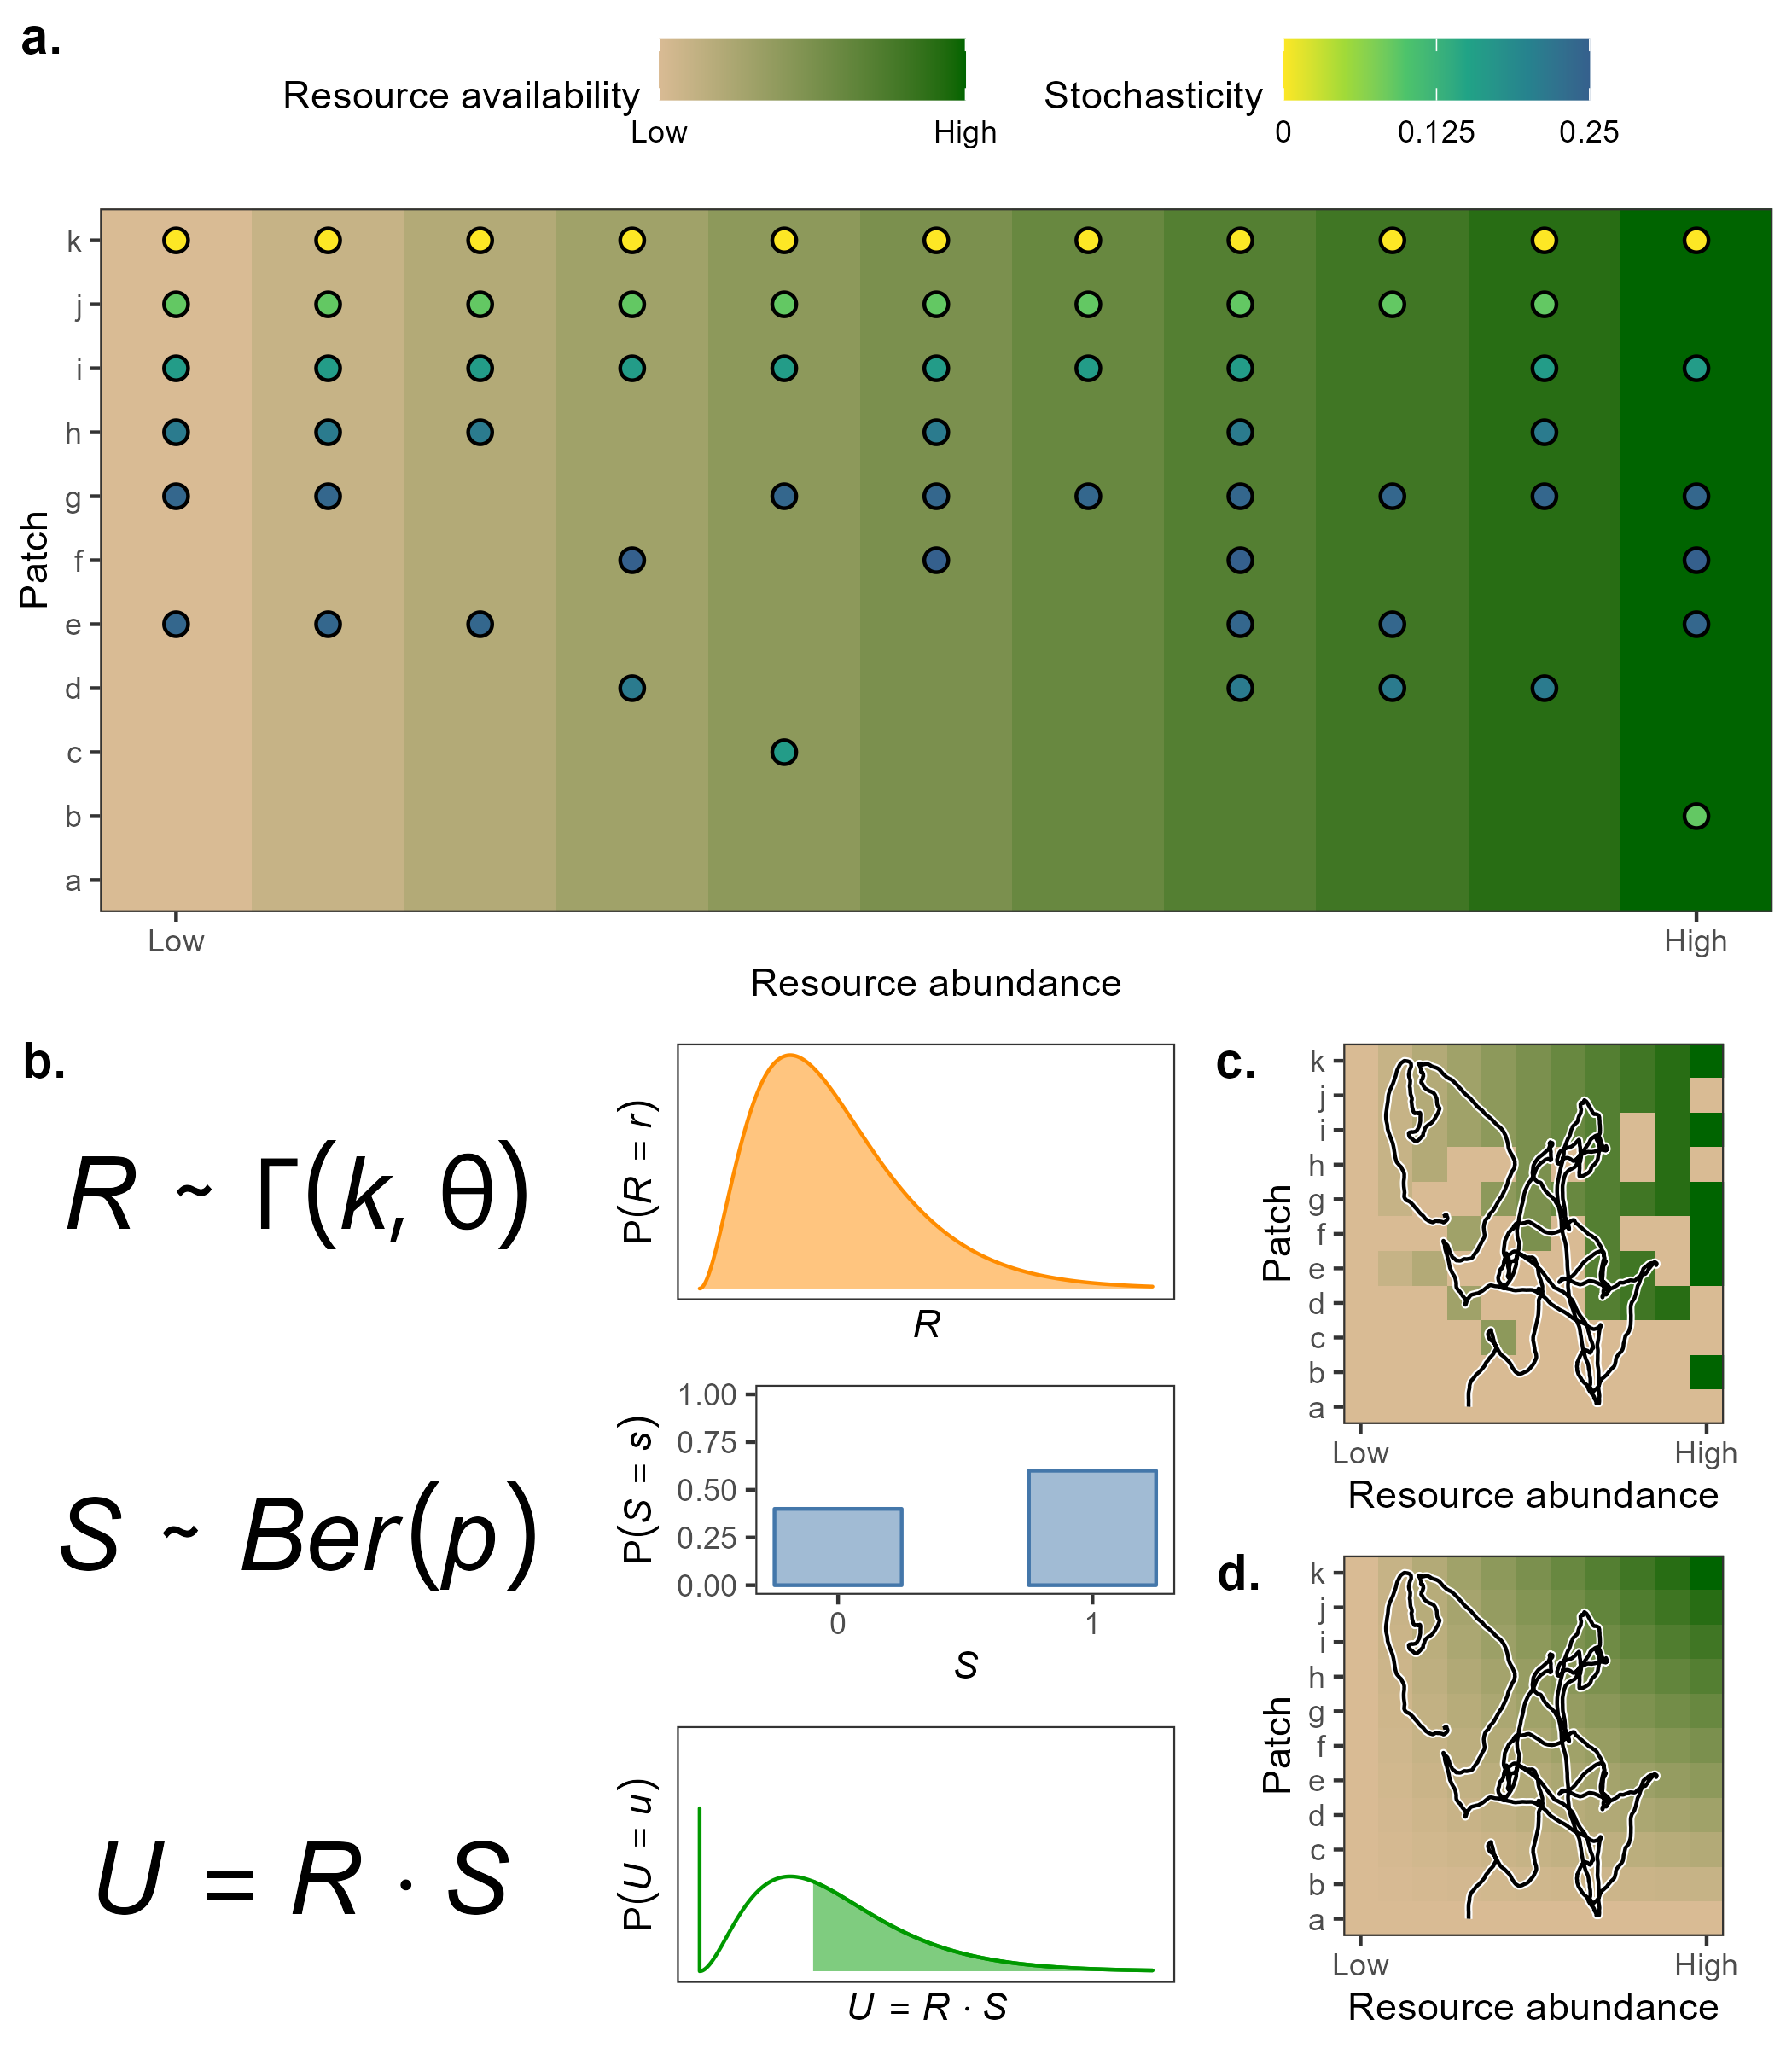 a.
Resource availability
Low
High
Stochasticity
0
0.125
0.25
Patch
k
j
i
h
g
f
e
d
c
b
a
Low
High
Resource abundance
b.
R ~ Γ(k, θ)
P(R = r)
R
S ~ Ber(p)
P(S = s)
1.00
0.75
0.50
0.25
0.00
0
1
S
U = R · S
P(U = u)
U = R · S
c.
Patch
k
j
i
h
g
f
e
d
c
b
a
Low
High
Resource abundance
d.
Patch
k
j
i
h
g
f
e
d
c
b
a
Low
High
Resource abundance